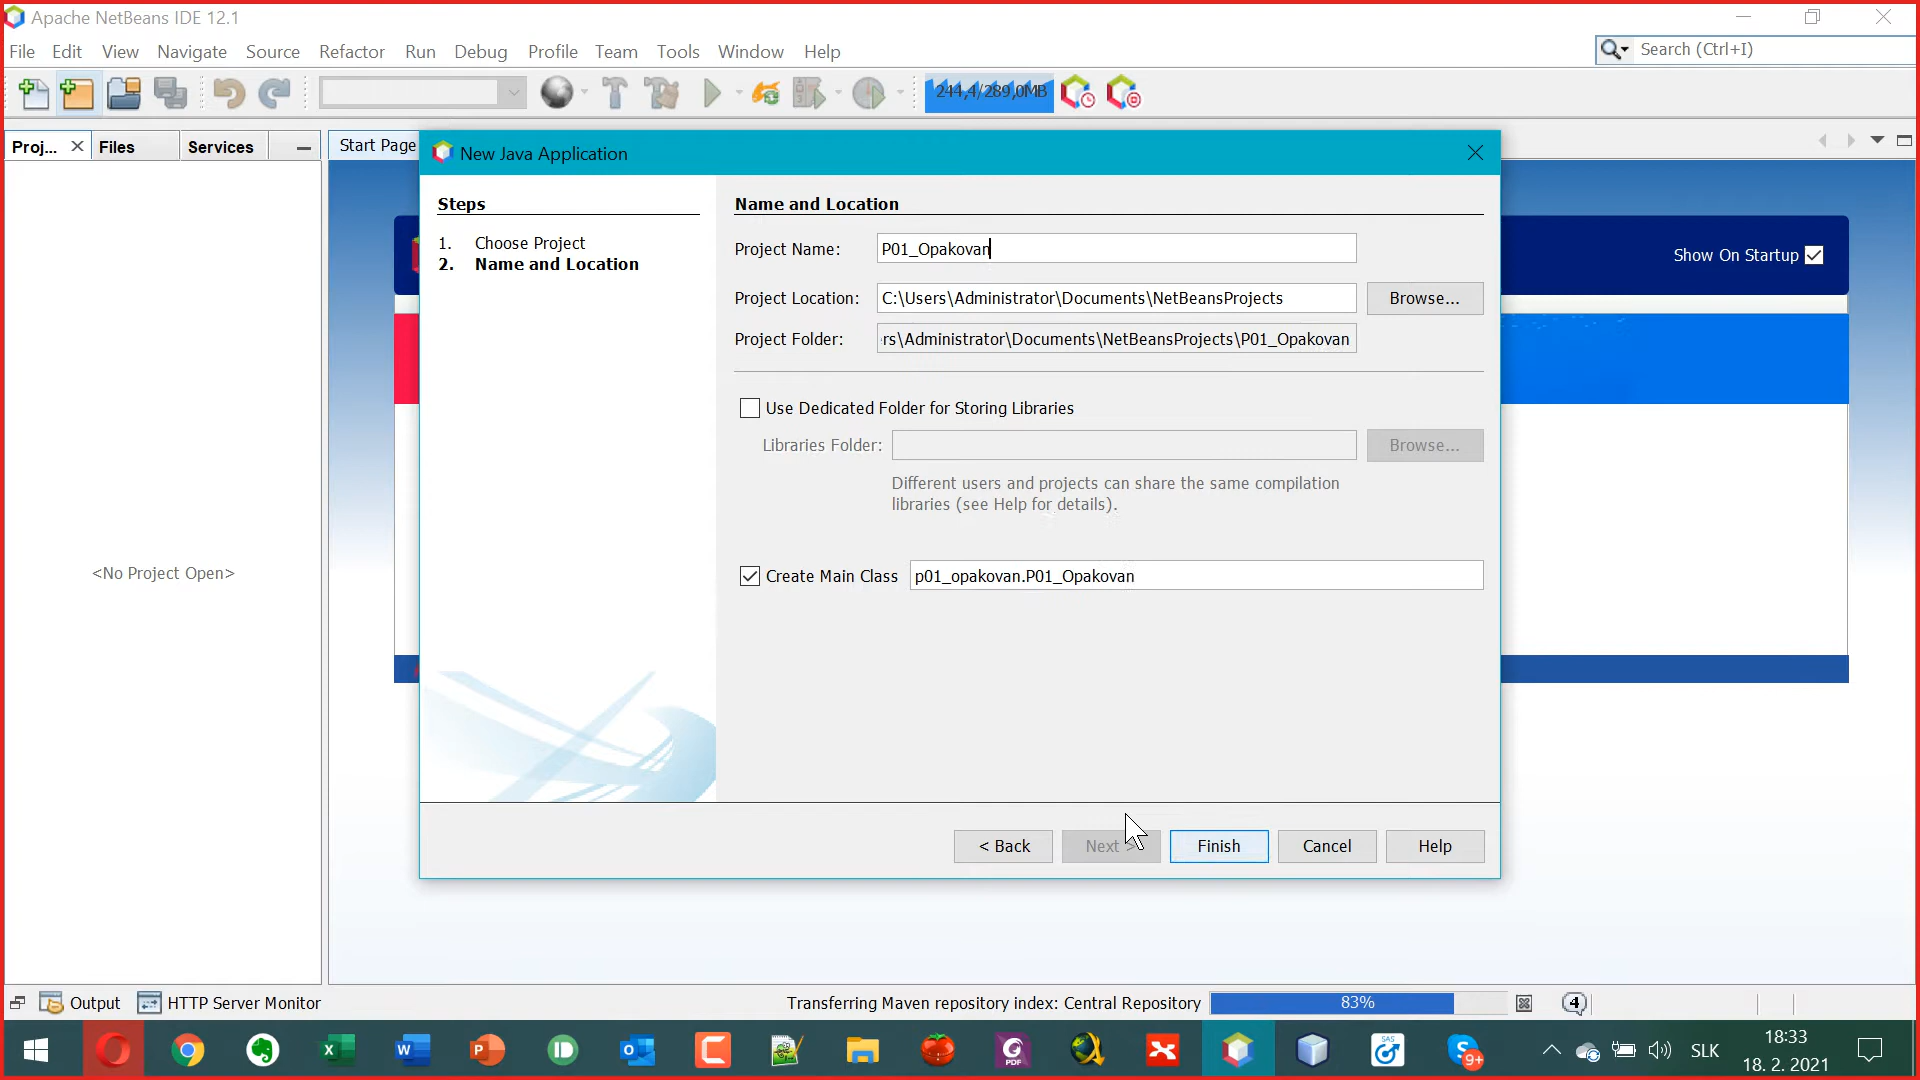 Apache NetBeans IDE 12.1
File Edit View Navigate Source Refactor Run Debug Profile Team Tools Window Help
Search (Ctrl+I)
244,4/289,0MB
Proj... Files Services
Start Page
New Java Application
Steps
1. Choose Project
2. Name and Location
Name and Location
Project Name: P01_Opakovan
Project Location: C:\Users\Administrator\Documents\NetBeansProjects Browse...
Project Folder: rs\Administrator\Documents\NetBeansProjects\P01_Opakovan
Use Dedicated Folder for Storing Libraries
Libraries Folder: Browse...
Different users and projects can share the same compilation
libraries (see Help for details).
Create Main Class p01_opakovan.P01_Opakovan
Show On Startup
<No Project Open>
< Back Next > Finish Cancel Help
Output HTTP Server Monitor Transferring Maven repository index: Central Repository 83% 4
SLK
18:33
18. 2. 2021
9+
PDF
SAS